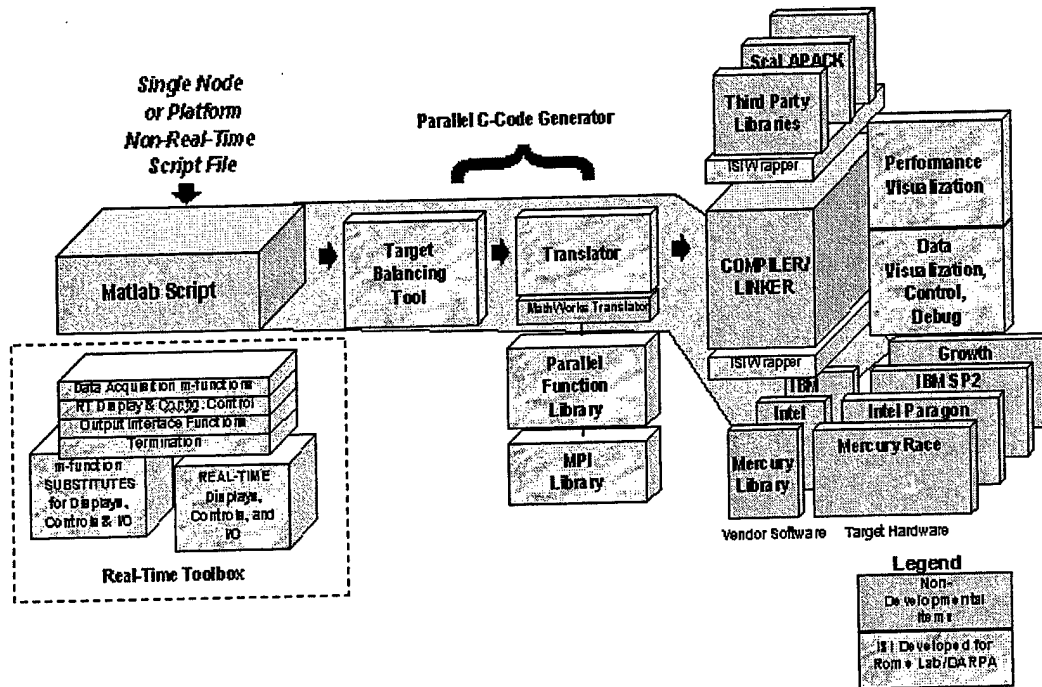 Single Node
or Platform
Non-Real-Time
Script File
Parallel C-Code Generator
ScaLAPACK
Third Party
Libraries
ISI Wrapper
Performance
Visualization
Matlab Script
Target
Balancing
Tool
Translator
MathWorks Translator
COMPILER/
LINKER
Data
Visualization,
Control,
Debug
Parallel
Function
Library
MPI
Library
ISI Wrapper
IBM
Intel
Mercury
Library
Growth
IBM SP2
Intel Paragon
Mercury Race
Vendor Software
Target Hardware
Data Acquisition m-functions
RT Display & Config. Control
Output Interface Functions
Termination
m-function
SUBSTITUTES
for Displays,
Controls & I/O
REAL-TIME
Displays,
Controls, and
I/O
Real-Time Toolbox
Legend
Non-
Developmental
Items
ISI Developed for
Rome Lab/DARPA